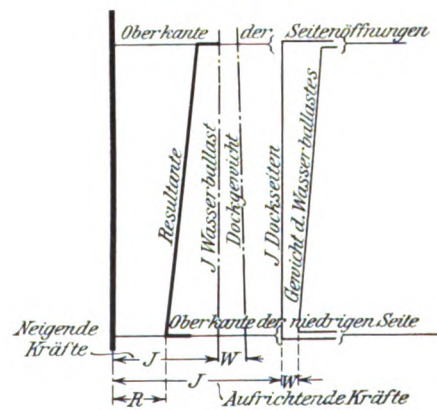 Oberkante der Seitenöffnungen
Resultante
J Wasserballast
Dockgewicht
J Dockseiten
Gewicht d. Wasserballastes
Oberkante der niedrigen Seite
Neigende
Kräfte
J
W
J
W
R
Aufrichtende Kräfte